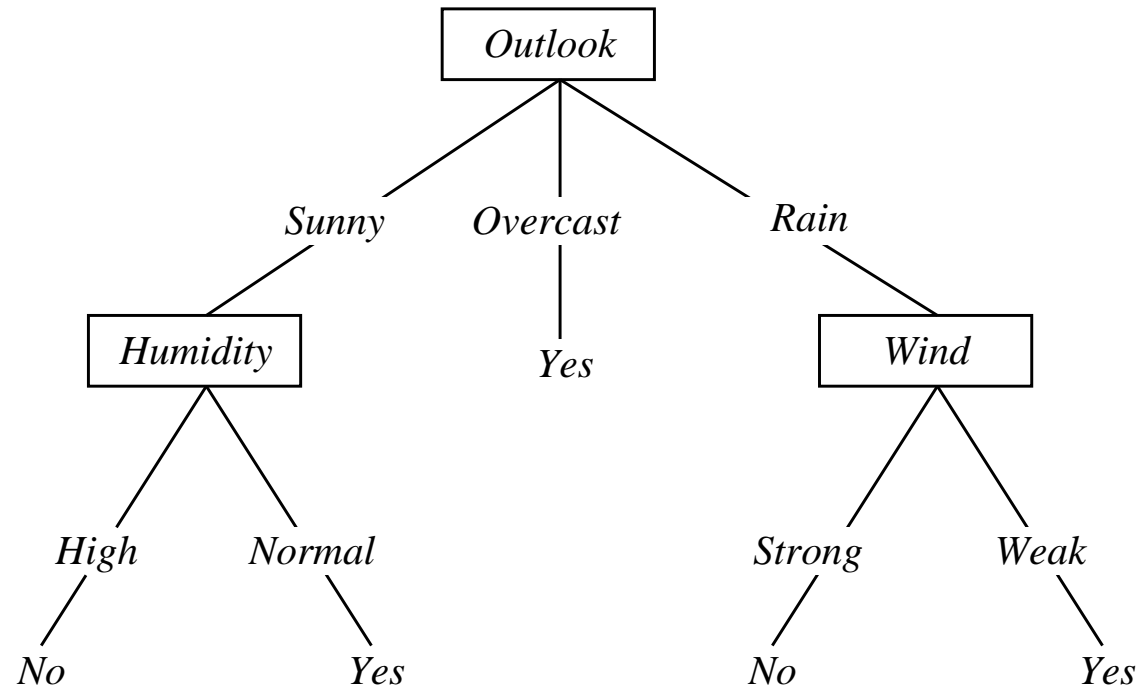 Outlook
Sunny Overcast Rain
Humidity Yes Wind
High Normal Strong Weak
No Yes No Yes